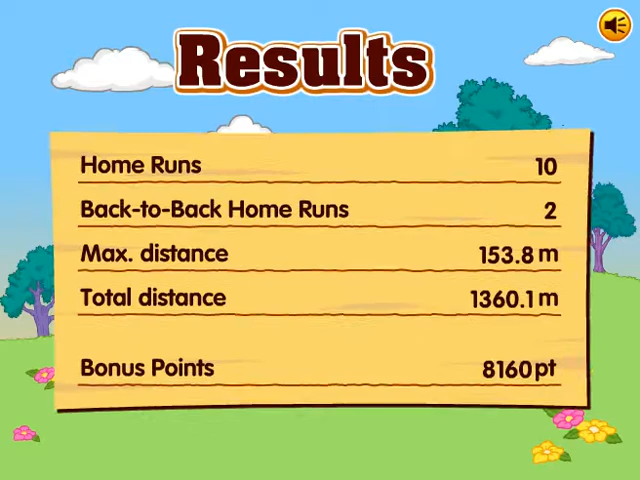 Results
Home Runs 10
Back-to-Back Home Runs 2
Max. distance 153.8 m
Total distance 1360.1 m
Bonus Points 8160 pt